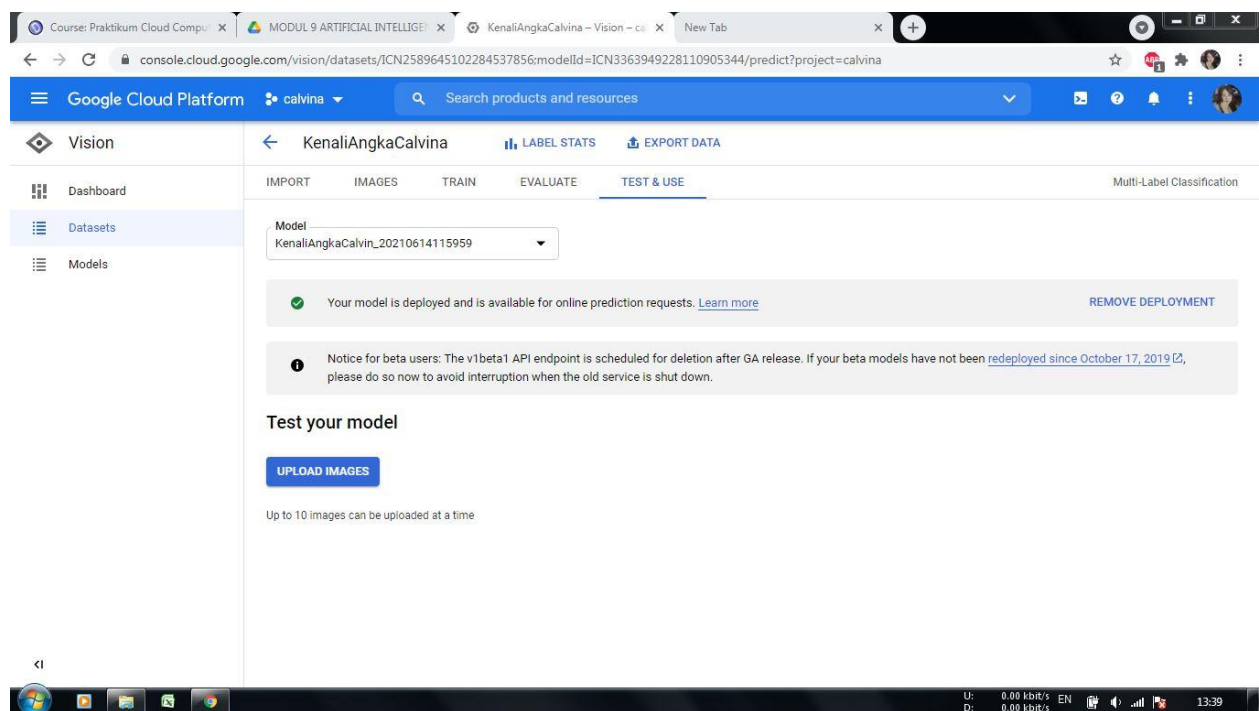 Course: Praktikum Cloud Compu
MODUL 9 ARTIFICIAL INTELLIGEN
KenaliAngkaCalvina – Vision – ca
New Tab
console.cloud.google.com/vision/datasets/ICN2589645102284537856;modelId=ICN3363949228110905344/predict?project=calvina
Google Cloud Platform
calvina
Search products and resources
Vision
KenaliAngkaCalvina
LABEL STATS
EXPORT DATA
Dashboard
Datasets
Models
IMPORT
IMAGES
TRAIN
EVALUATE
TEST & USE
Multi-Label Classification
Model
KenaliAngkaCalvin_20210614115959
Your model is deployed and is available for online prediction requests. Learn more
REMOVE DEPLOYMENT
Notice for beta users: The v1beta1 API endpoint is scheduled for deletion after GA release. If your beta models have not been redeployed since October 17, 2019,
please do so now to avoid interruption when the old service is shut down.
Test your model
UPLOAD IMAGES
Up to 10 images can be uploaded at a time
U: 0.00 kbit/s
D: 0.00 kbit/s
EN
13:39